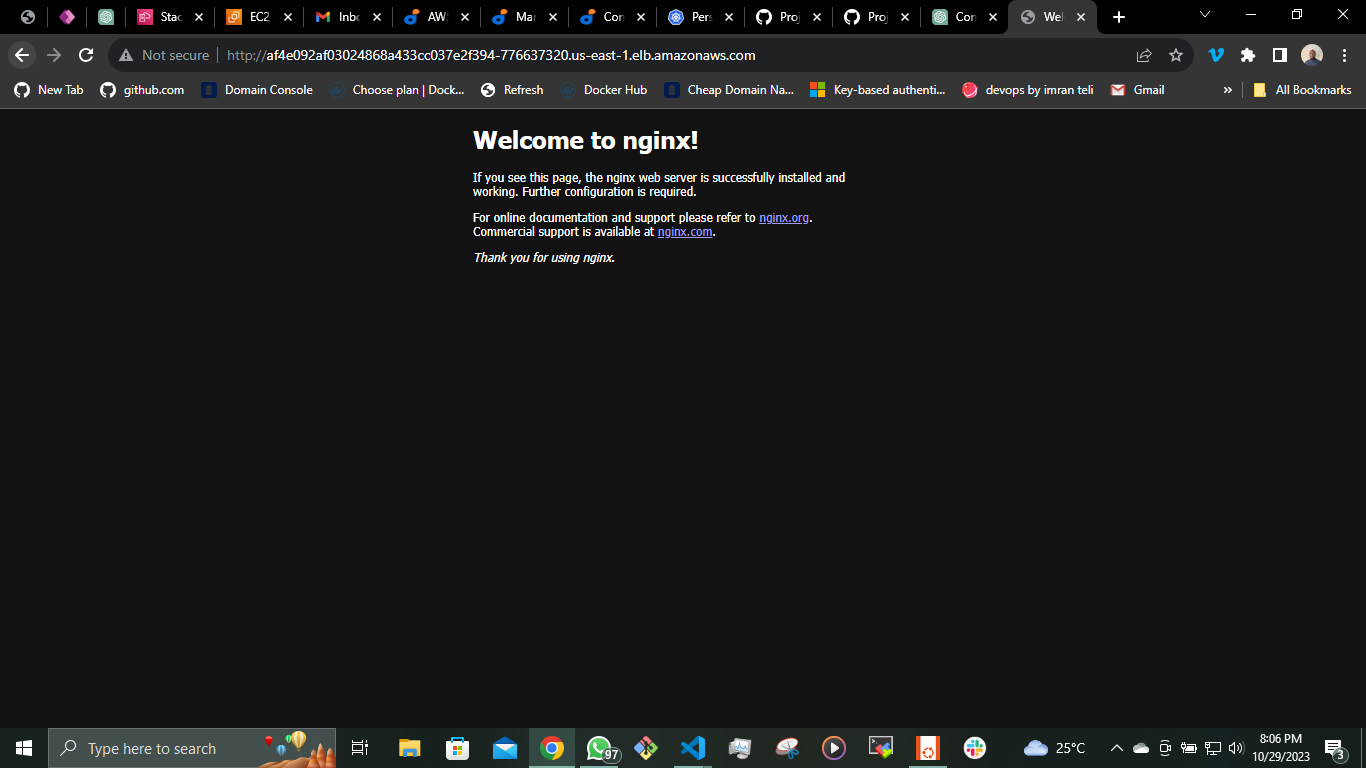 Stac
EC2
Inbo
AWS
Mar
Con
Pers
Proj
Proj
Con
Wel
Not secure
http://af4e092af03024868a433cc037e2f394-776637320.us-east-1.elb.amazonaws.com
New Tab
github.com
Domain Console
Choose plan | Dock...
Refresh
Docker Hub
Cheap Domain Na...
Key-based authenti...
devops by imran teli
Gmail
»
All Bookmarks
Welcome to nginx!
If you see this page, the nginx web server is successfully installed and
working. Further configuration is required.
For online documentation and support please refer to nginx.org.
Commercial support is available at nginx.com.
Thank you for using nginx.
Type here to search
97
25°C
8:06 PM
10/29/2023
3